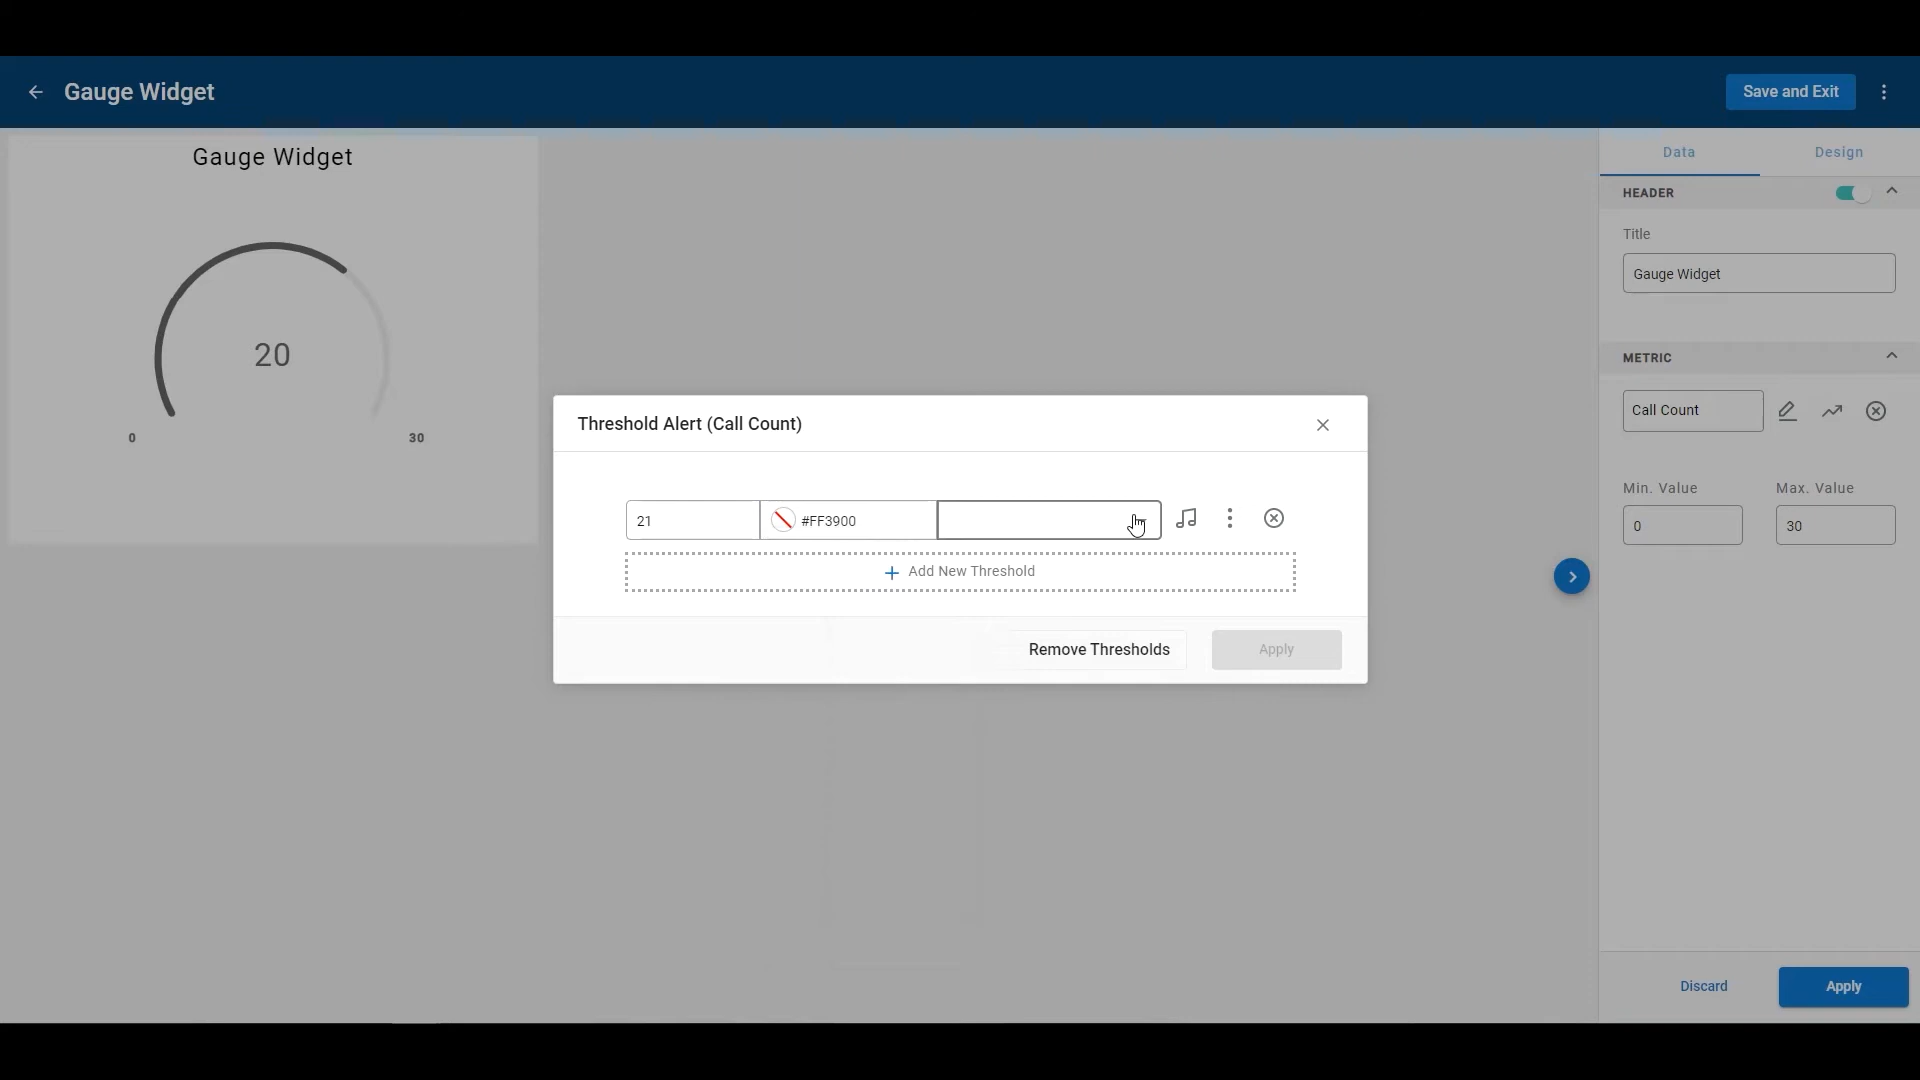 Gauge Widget
Save and Exit
Gauge Widget
20
0
30
Data
Design
HEADER
Title
Gauge Widget
METRIC
Call Count
Min. Value
Max. Value
0
30
Threshold Alert (Call Count)
21
#FF3900
Add New Threshold
Remove Thresholds
Apply
Discard
Apply